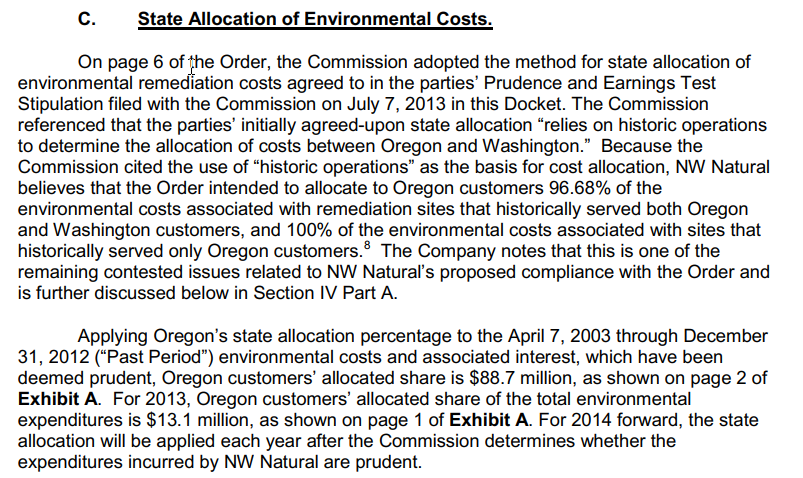 C. State Allocation of Environmental Costs.
On page 6 of the Order, the Commission adopted the method for state allocation of
environmental remediation costs agreed to in the parties' Prudence and Earnings Test
Stipulation filed with the Commission on July 7, 2013 in this Docket. The Commission
referenced that the parties' initially agreed-upon state allocation “relies on historic operations
to determine the allocation of costs between Oregon and Washington.” Because the
Commission cited the use of “historic operations” as the basis for cost allocation, NW Natural
believes that the Order intended to allocate to Oregon customers 96.68% of the
environmental costs associated with remediation sites that historically served both Oregon
and Washington customers, and 100% of the environmental costs associated with sites that
historically served only Oregon customers.⁸ The Company notes that this is one of the
remaining contested issues related to NW Natural's proposed compliance with the Order and
is further discussed below in Section IV Part A.
Applying Oregon's state allocation percentage to the April 7, 2003 through December
31, 2012 (“Past Period”) environmental costs and associated interest, which have been
deemed prudent, Oregon customers' allocated share is $88.7 million, as shown on page 2 of
Exhibit A. For 2013, Oregon customers' allocated share of the total environmental
expenditures is $13.1 million, as shown on page 1 of Exhibit A. For 2014 forward, the state
allocation will be applied each year after the Commission determines whether the
expenditures incurred by NW Natural are prudent.